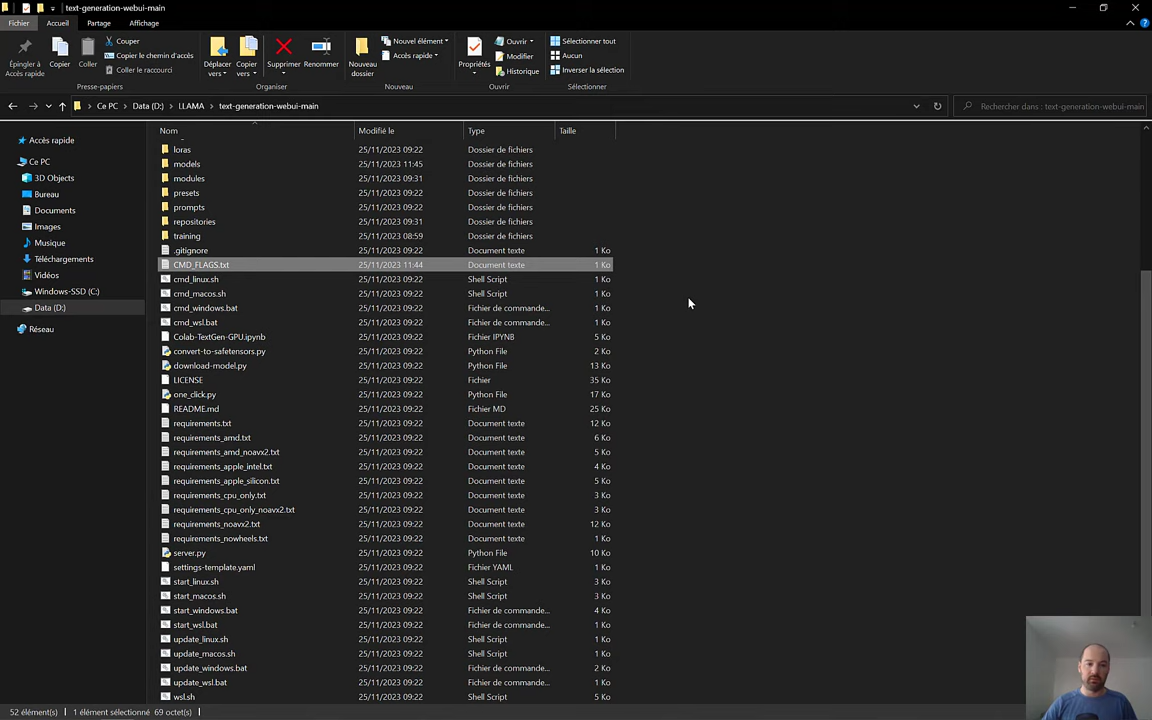 text-generation-webui-main
Fichier Accueil Partage Affichage
Épingler à Accès rapide
Copier
Coller
Couper
Copier le chemin d'accès
Coller le raccourci
Presse-papiers
Déplacer vers
Copier vers
Supprimer
Renommer
Organiser
Nouveau dossier
Nouvel élément
Accès rapide
Nouveau
Propriétés
Ouvrir
Modifier
Historique
Ouvrir
Sélectionner tout
Aucun
Inverser la sélection
Sélectionner
Ce PC > Data (D:) > LLAMA > text-generation-webui-main
Rechercher dans : text-generation-webui-main
Accès rapide
Ce PC
3D Objects
Bureau
Documents
Images
Musique
Téléchargements
Vidéos
Windows-SSD (C:)
Data (D:)
Réseau
Nom Modifié le Type Taille
loras 25/11/2023 09:22 Dossier de fichiers
models 25/11/2023 11:45 Dossier de fichiers
modules 25/11/2023 09:31 Dossier de fichiers
presets 25/11/2023 09:22 Dossier de fichiers
prompts 25/11/2023 09:22 Dossier de fichiers
repositories 25/11/2023 09:31 Dossier de fichiers
training 25/11/2023 08:59 Dossier de fichiers
.gitignore 25/11/2023 09:22 Document texte 1 Ko
CMD_FLAGS.txt 25/11/2023 11:44 Document texte 1 Ko
cmd_linux.sh 25/11/2023 09:22 Shell Script 1 Ko
cmd_macos.sh 25/11/2023 09:22 Shell Script 1 Ko
cmd_windows.bat 25/11/2023 09:22 Fichier de commande... 1 Ko
cmd_wsl.bat 25/11/2023 09:22 Fichier de commande... 1 Ko
Colab-TextGen-GPU.ipynb 25/11/2023 09:22 Fichier IPYNB 5 Ko
convert-to-safetensors.py 25/11/2023 09:22 Python File 2 Ko
download-model.py 25/11/2023 09:22 Python File 13 Ko
LICENSE 25/11/2023 09:22 Fichier 35 Ko
one_click.py 25/11/2023 09:22 Python File 17 Ko
README.md 25/11/2023 09:22 Fichier MD 25 Ko
requirements.txt 25/11/2023 09:22 Document texte 12 Ko
requirements_amd.txt 25/11/2023 09:22 Document texte 6 Ko
requirements_amd_noavx2.txt 25/11/2023 09:22 Document texte 5 Ko
requirements_apple_intel.txt 25/11/2023 09:22 Document texte 4 Ko
requirements_apple_silicon.txt 25/11/2023 09:22 Document texte 5 Ko
requirements_cpu_only.txt 25/11/2023 09:22 Document texte 3 Ko
requirements_cpu_only_noavx2.txt 25/11/2023 09:22 Document texte 3 Ko
requirements_noavx2.txt 25/11/2023 09:22 Document texte 12 Ko
requirements_nowheels.txt 25/11/2023 09:22 Document texte 1 Ko
server.py 25/11/2023 09:22 Python File 10 Ko
settings-template.yaml 25/11/2023 09:22 Fichier YAML 1 Ko
start_linux.sh 25/11/2023 09:22 Shell Script 3 Ko
start_macos.sh 25/11/2023 09:22 Shell Script 3 Ko
start_windows.bat 25/11/2023 09:22 Fichier de commande... 4 Ko
start_wsl.bat 25/11/2023 09:22 Fichier de commande... 1 Ko
update_linux.sh 25/11/2023 09:22 Shell Script 1 Ko
update_macos.sh 25/11/2023 09:22 Shell Script 1 Ko
update_windows.bat 25/11/2023 09:22 Fichier de commande... 2 Ko
update_wsl.bat 25/11/2023 09:22 Fichier de commande... 1 Ko
wsl.sh 25/11/2023 09:22 Shell Script 5 Ko
52 élément(s) 1 élément sélectionné 69 octet(s)